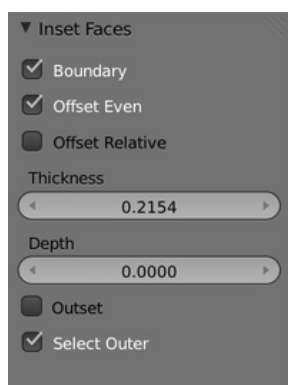 Inset Faces
Boundary
Offset Even
Offset Relative
Thickness
0.2154
Depth
0.0000
Outset
Select Outer